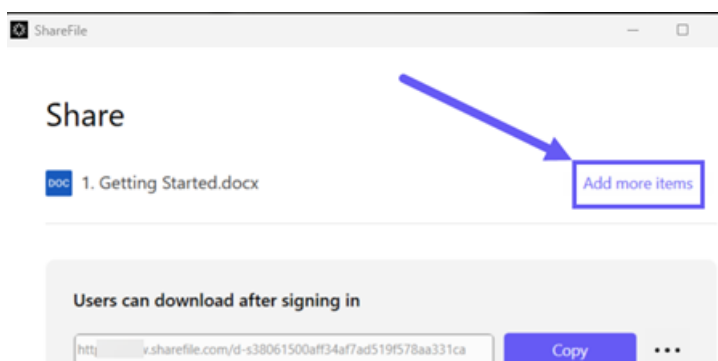 ShareFile
Share
DOC 1. Getting Started.docx Add more items
Users can download after signing in
v.sharefile.com/d-s38061500aff34af7ad519f578aa331ca Copy